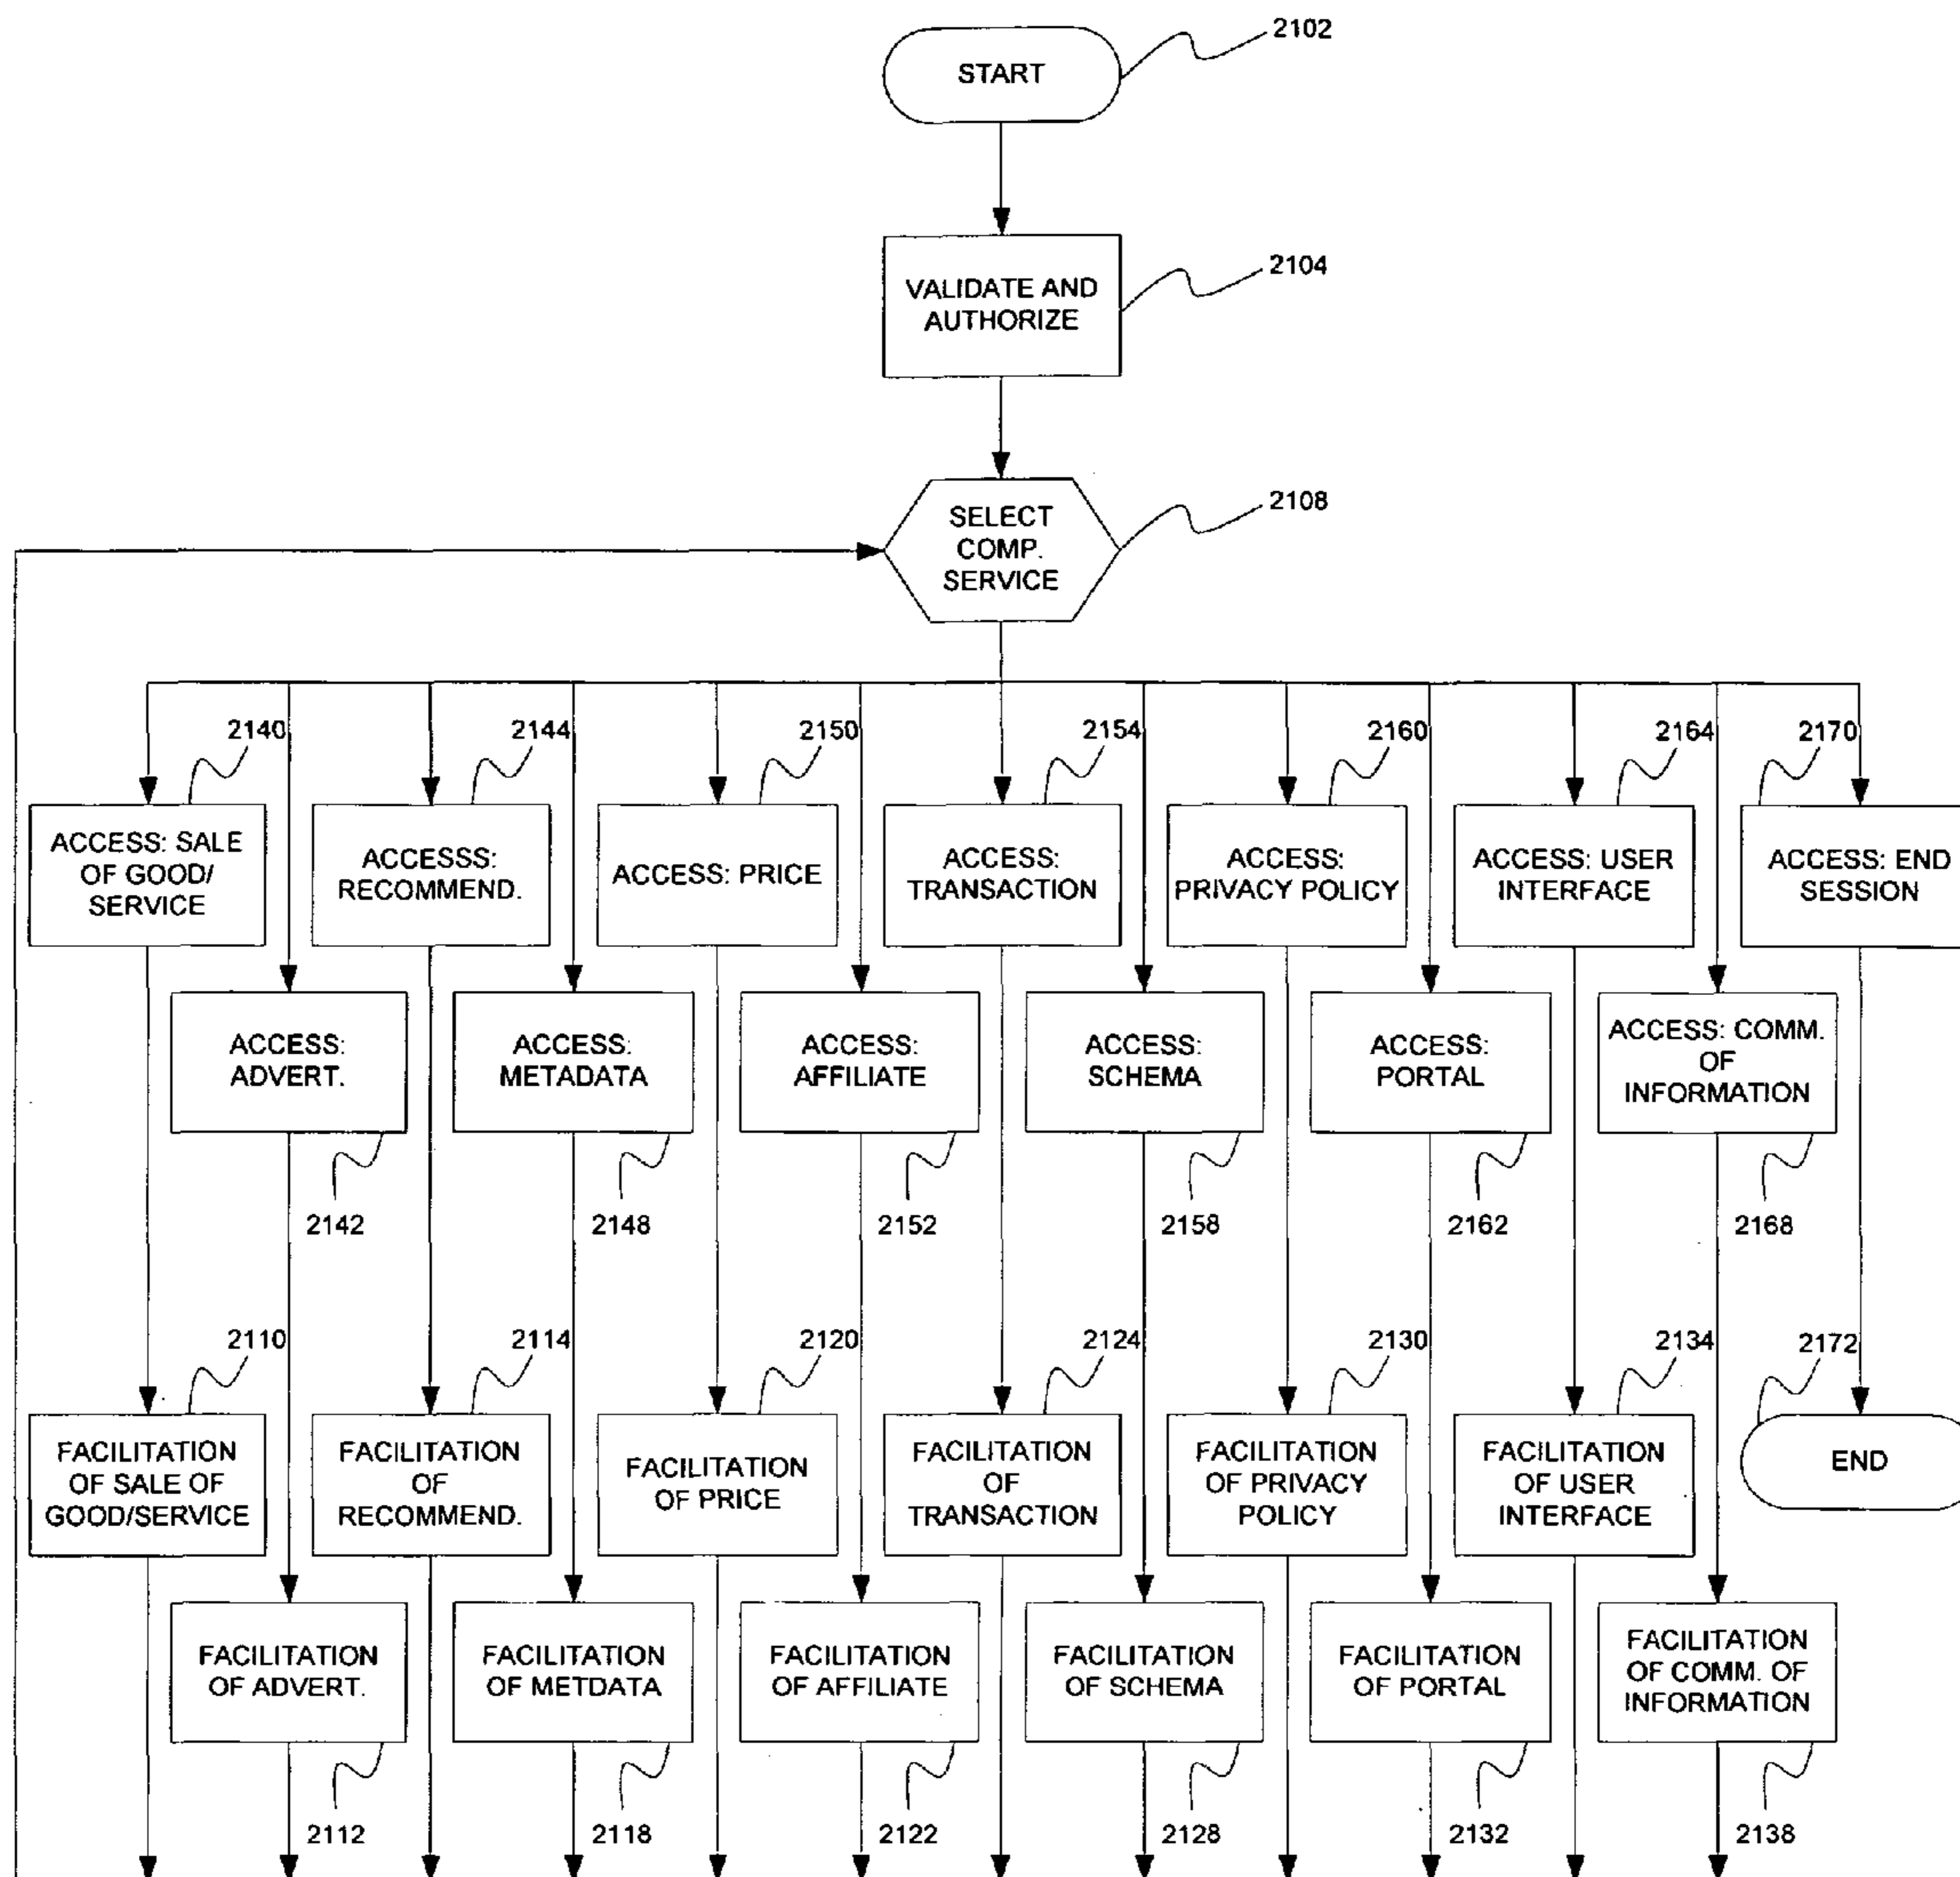 2102
START
2104
VALIDATE AND
AUTHORIZE
2108
SELECT
COMP.
SERVICE
2140
2144
2150
2154
2160
2164
2170
ACCESS: SALE
OF GOOD/
SERVICE
ACCESSS:
RECOMMEND.
ACCESS: PRICE
ACCESS:
TRANSACTION
ACCESS:
PRIVACY POLICY
ACCESS: USER
INTERFACE
ACCESS: END
SESSION
ACCESS:
ADVERT.
ACCESS:
METADATA
ACCESS:
AFFILIATE
ACCESS:
SCHEMA
ACCESS:
PORTAL
ACCESS: COMM.
OF
INFORMATION
2142
2148
2152
2158
2162
2168
2110
2114
2120
2124
2130
2134
2172
FACILITATION
OF SALE OF
GOOD/SERVICE
FACILITATION
OF
RECOMMEND.
FACILITATION
OF PRICE
FACILITATION
OF
TRANSACTION
FACILITATION
OF PRIVACY
POLICY
FACILITATION
OF USER
INTERFACE
END
FACILITATION
OF ADVERT.
FACILITATION
OF METDATA
FACILITATION
OF AFFILIATE
FACILITATION
OF SCHEMA
FACILITATION
OF PORTAL
FACILITATION
OF COMM. OF
INFORMATION
2112
2118
2122
2128
2132
2138